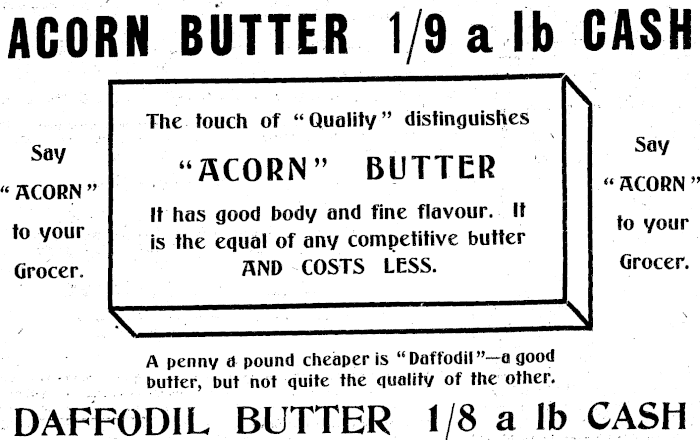 ACORN BUTTER 1/9 a lb CASH
Say
"ACORN"
to your
Grocer.
The touch of "Quality" distinguishes
"ACORN" BUTTER
It has good body and fine flavour. It
is the equal of any competitive butter
AND COSTS LESS.
Say
"ACORN"
to your
Grocer.
A penny a pound cheaper is "Daffodil"—a good
butter, but not quite the quality of the other.
DAFFODIL BUTTER 1/8 a lb CASH